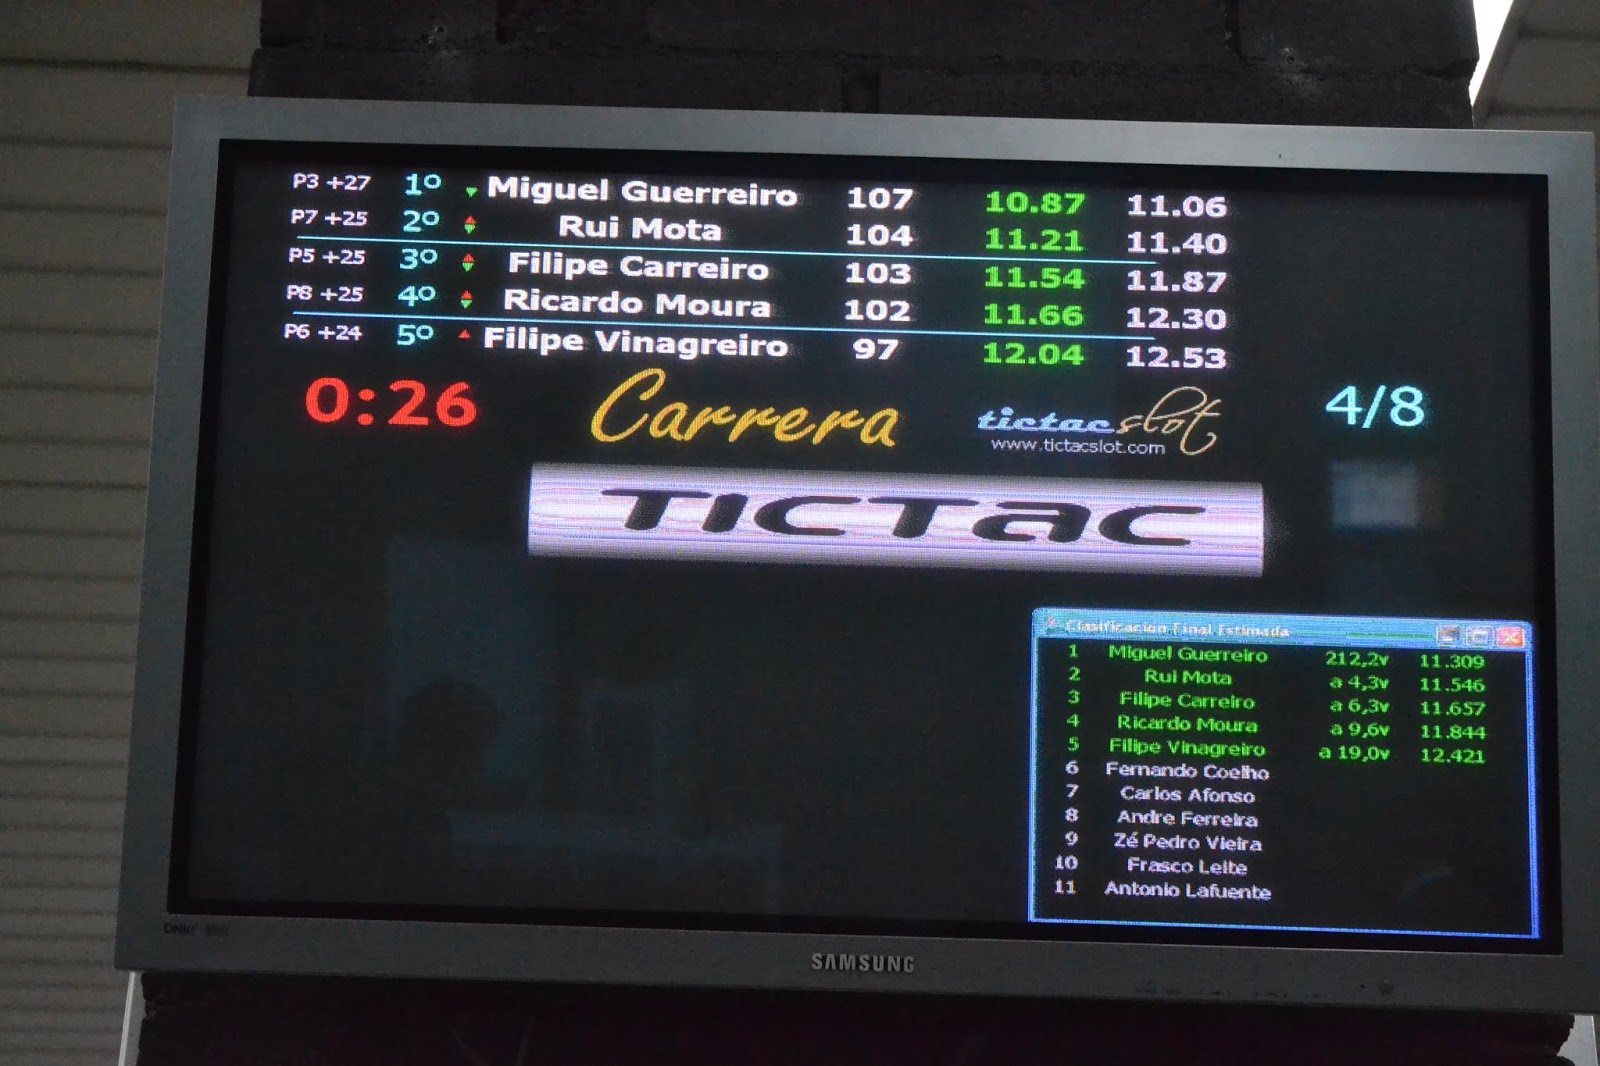 P3 +27 1º Miguel Guerreiro 107 10.87 11.06
P7 +25 2º Rui Mota 104 11.21 11.40
P5 +25 3º Filipe Carreiro 103 11.54 11.87
P8 +25 4º Ricardo Moura 102 11.66 12.30
P6 +24 5º Filipe Vinagreiro 97 12.04 12.53
0:26 Carrera tictac slot 4/8
www.tictacslot.com
TICTAC
Clasificación Final Estimada
1 Miguel Guerreiro 212,2v 11.309
2 Rui Mota a 4,3v 11.546
3 Filipe Carreiro a 6,3v 11.657
4 Ricardo Moura a 9,6v 11.844
5 Filipe Vinagreiro a 19,0v 12.421
6 Fernando Coelho
7 Carlos Afonso
8 Andre Ferreira
9 Zé Pedro Vieira
10 Frasco Leite
11 Antonio Lafuente
SAMSUNG